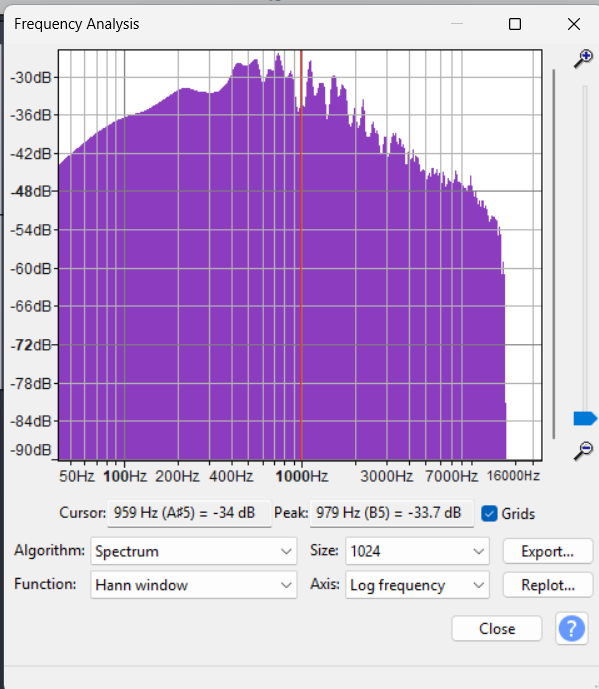 Frequency Analysis
-30dB
-36dB
-42dB
-48dB
-54dB
-60dB
-66dB
-72dB
-78dB
-84dB
-90dB
50Hz 100Hz 200Hz 400Hz 1000Hz 3000Hz 7000Hz 16000Hz
Cursor: 959 Hz (A♯5) = -34 dB Peak: 979 Hz (B5) = -33.7 dB Grids
Algorithm: Spectrum Size: 1024 Export...
Function: Hann window Axis: Log frequency Replot...
Close ?